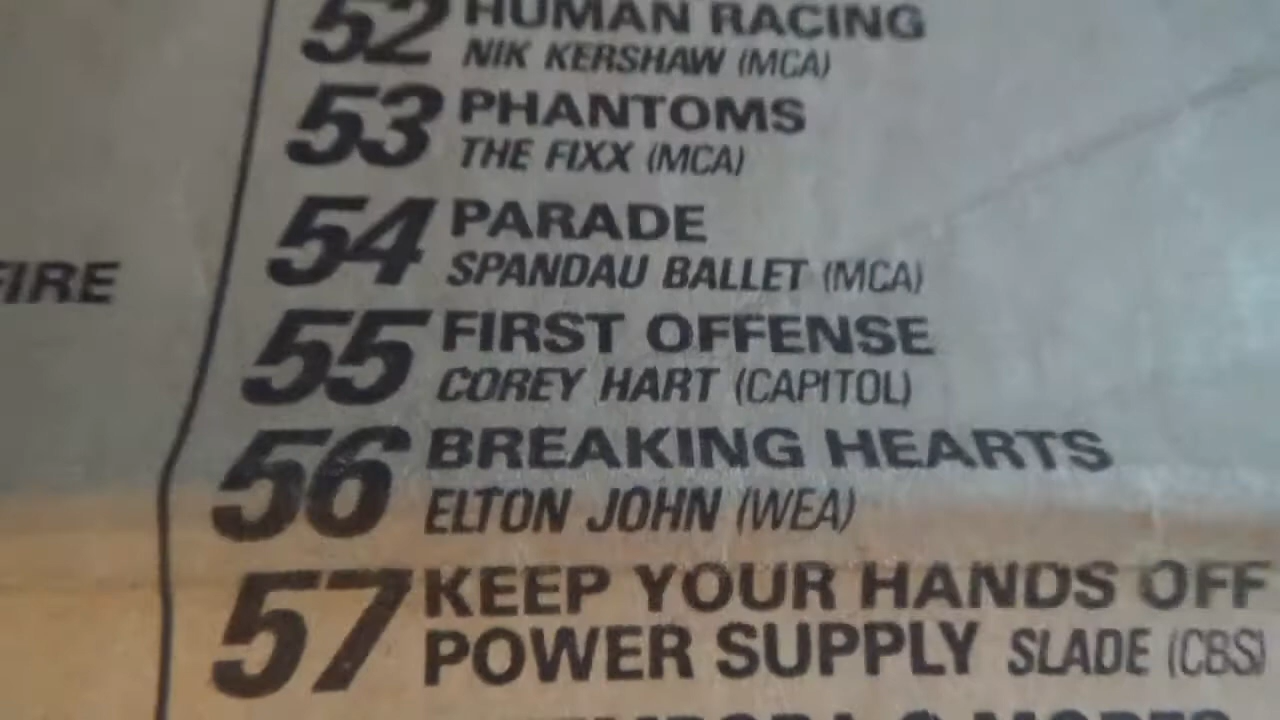 52 HUMAN RACING
NIK KERSHAW (MCA)
53 PHANTOMS
THE FIXX (MCA)
54 PARADE
SPANDAU BALLET (MCA)
55 FIRST OFFENSE
COREY HART (CAPITOL)
56 BREAKING HEARTS
ELTON JOHN (WEA)
57 KEEP YOUR HANDS OFF
POWER SUPPLY SLADE (CBS)
FIRE